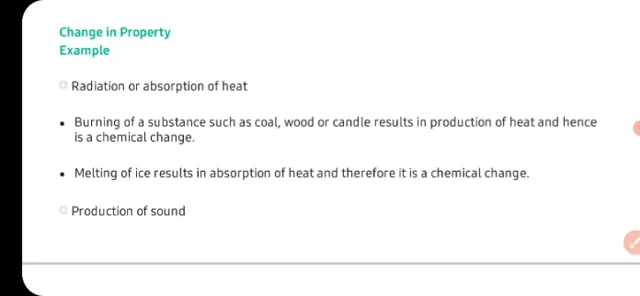 Change in Property
Example
Radiation or absorption of heat
• Burning of a substance such as coal, wood or candle results in production of heat and hence
is a chemical change.
• Melting of ice results in absorption of heat and therefore it is a chemical change.
Production of sound